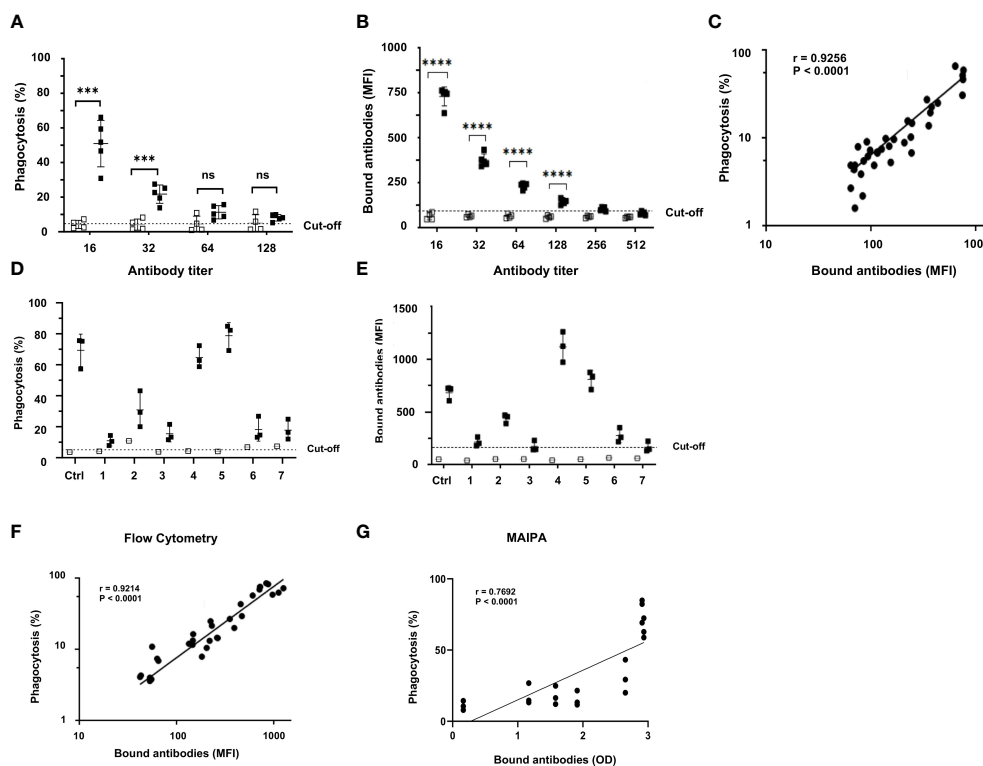 A
Phagocytosis (%)
100
80
60
40
20
0
***
***
ns
ns
Cut-off
16 32 64 128
Antibody titer
B
Bound antibodies (MFI)
1000
750
500
250
0
****
****
****
****
Cut-off
16 32 64 128 256 512
Antibody titer
C
Phagocytosis (%)
100
10
1
r = 0.9256
P < 0.0001
10 100 100
Bound antibodies (MFI)
D
Phagocytosis (%)
100
80
60
40
20
0
Cut-off
Ctrl 1 2 3 4 5 6 7
E
Bound antibodies (MFI)
1500
1000
500
0
Cut-off
Ctrl 1 2 3 4 5 6 7
F
Flow Cytometry
Phagocytosis (%)
100
10
1
r = 0.9214
P < 0.0001
10 100 1000
Bound antibodies (MFI)
G
MAIPA
Phagocytosis (%)
100
50
0
r = 0.7692
P < 0.0001
0 1 2 3
Bound antibodies (OD)